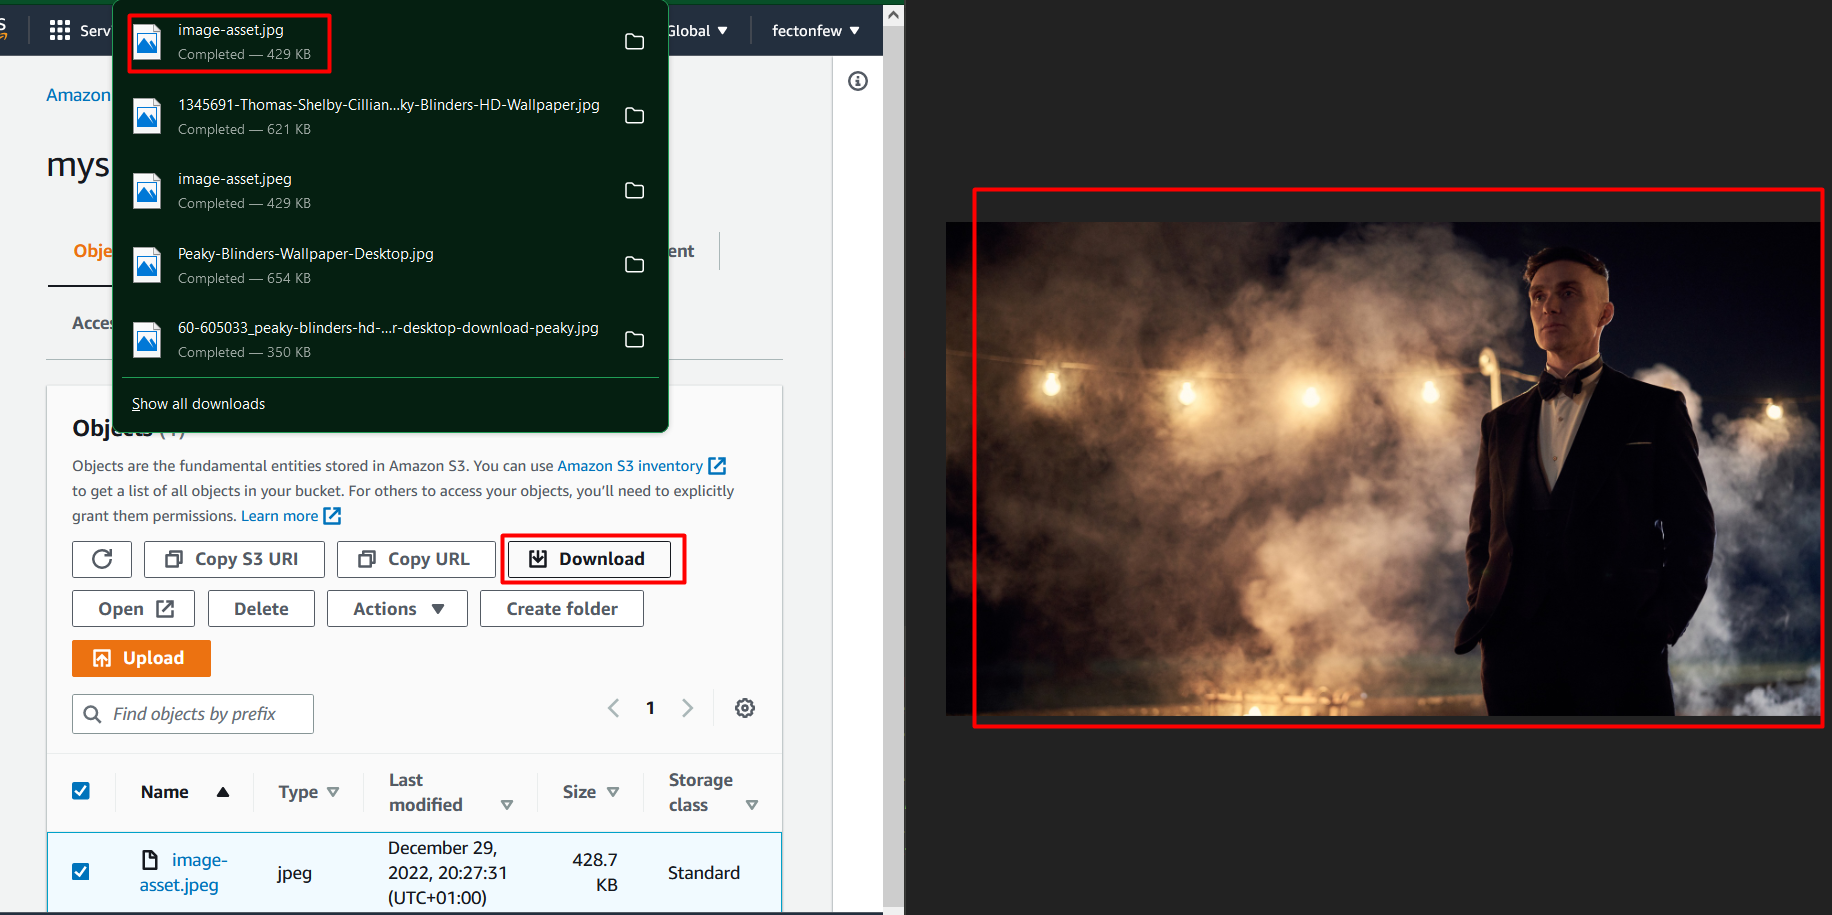 Serv
Global
fectonfew
image-asset.jpg
Completed — 429 KB
1345691-Thomas-Shelby-Cillian...ky-Blinders-HD-Wallpaper.jpg
Completed — 621 KB
image-asset.jpeg
Completed — 429 KB
Peaky-Blinders-Wallpaper-Desktop.jpg
Completed — 654 KB
60-605033_peaky-blinders-hd-...r-desktop-download-peaky.jpg
Completed — 350 KB
Show all downloads
Amazon
mys
Obje
ent
Acces
Objects (1)
Objects are the fundamental entities stored in Amazon S3. You can use Amazon S3 inventory
to get a list of all objects in your bucket. For others to access your objects, you’ll need to explicitly
grant them permissions. Learn more
Copy S3 URI Copy URL Download
Open Delete Actions Create folder
Upload
Find objects by prefix
1
Name Type Last modified Size Storage class
image-asset.jpeg jpeg December 29, 2022, 20:27:31 (UTC+01:00) 428.7 KB Standard